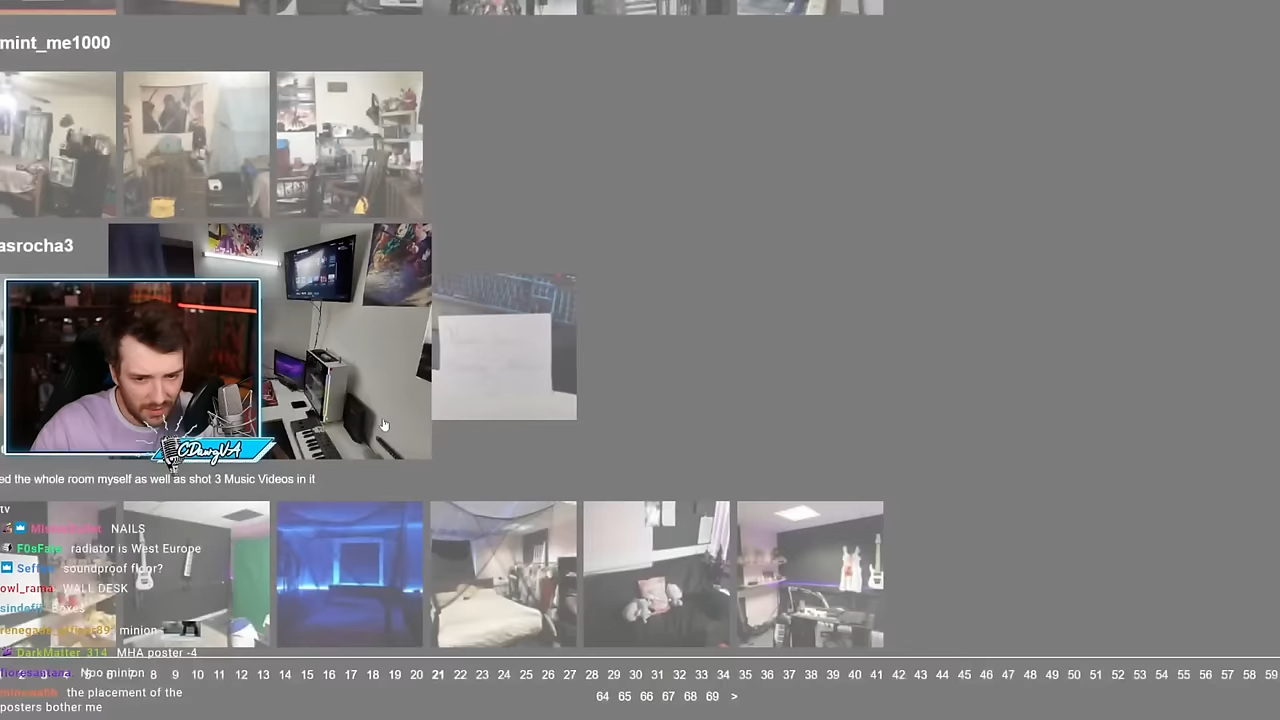 mint_me1000
asrocha3
CDawgVA
ed the whole room myself as well as shot 3 Music Videos in it
tv
NAILS
F0sFate radiator is West Europe
soundproof floor?
owl_rama WALL DESK
Boxes
minion
DarkMatter_314 MHA poster -4
Noo minion
the placement of the
posters bother me
8 9 10 11 12 13 14 15 16 17 18 19 20 21 22 23 24 25 26 27 28 29 30 31 32 33 34 35 36 37 38 39 40 41 42 43 44 45 46 47 48 49 50 51 52 53 54 55 56 57 58 59
64 65 66 67 68 69 >